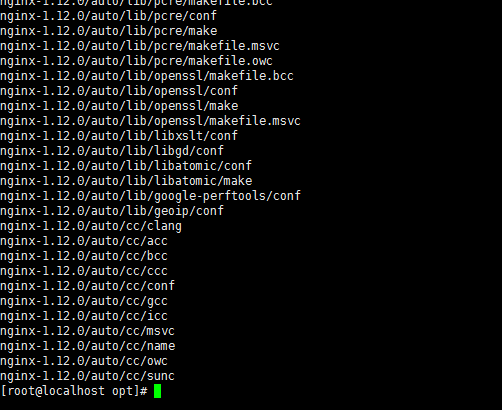 nginx-1.12.0/auto/lib/pcre/makefile.bcc
nginx-1.12.0/auto/lib/pcre/conf
nginx-1.12.0/auto/lib/pcre/make
nginx-1.12.0/auto/lib/pcre/makefile.msvc
nginx-1.12.0/auto/lib/pcre/makefile.owc
nginx-1.12.0/auto/lib/openssl/makefile.bcc
nginx-1.12.0/auto/lib/openssl/conf
nginx-1.12.0/auto/lib/openssl/make
nginx-1.12.0/auto/lib/openssl/makefile.msvc
nginx-1.12.0/auto/lib/libxslt/conf
nginx-1.12.0/auto/lib/libgd/conf
nginx-1.12.0/auto/lib/libatomic/conf
nginx-1.12.0/auto/lib/libatomic/make
nginx-1.12.0/auto/lib/google-perftools/conf
nginx-1.12.0/auto/lib/geoip/conf
nginx-1.12.0/auto/cc/clang
nginx-1.12.0/auto/cc/acc
nginx-1.12.0/auto/cc/bcc
nginx-1.12.0/auto/cc/ccc
nginx-1.12.0/auto/cc/conf
nginx-1.12.0/auto/cc/gcc
nginx-1.12.0/auto/cc/icc
nginx-1.12.0/auto/cc/msvc
nginx-1.12.0/auto/cc/name
nginx-1.12.0/auto/cc/owc
nginx-1.12.0/auto/cc/sunc
[root@localhost opt]#